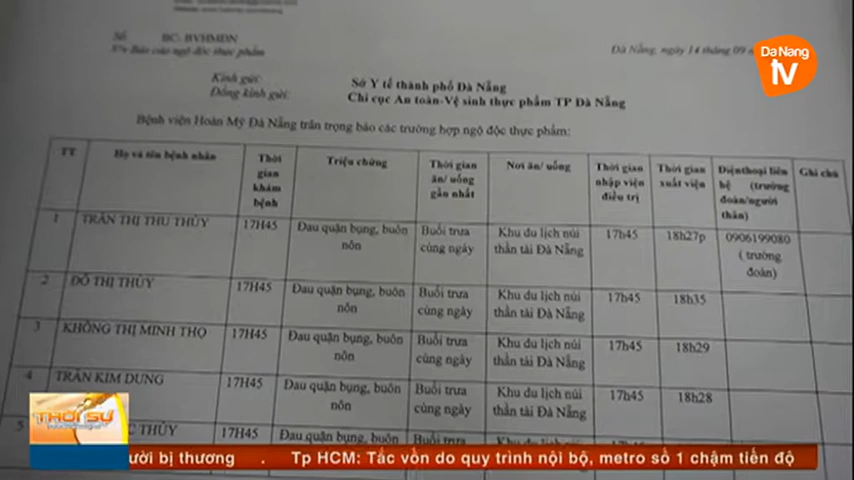 Số BC- BVHMĐN
V/v Báo cáo ngộ độc thực phẩm
Đà Nẵng, ngày 14 tháng 09
Da Nang
tv
Kính gửi: Sở Y tế thành phố Đà Nẵng
Đồng kính gửi: Chi cục An toàn-Vệ sinh thực phẩm TP Đà Nẵng
Bệnh viện Hoàn Mỹ Đà Nẵng trân trọng báo các trường hợp ngộ độc thực phẩm:
TT Họ và tên bệnh nhân Thời gian khám bệnh Triệu chứng Thời gian ăn/ uống gần nhất Nơi ăn/ uống Thời gian nhập viện điều trị Thời gian xuất viện Điện thoại liên hệ (trưởng đoàn/người thân) Ghi chú
1 TRẦN THỊ THU THỦY 17H45 Đau quặn bụng, buôn nôn Buổi trưa cùng ngày Khu du lịch núi thần tài Đà Nẵng 17h45 18h27p 0906199080 ( trưởng đoàn)
2 ĐỖ THỊ THỦY 17H45 Đau quặn bụng, buôn nôn Buổi trưa cùng ngày Khu du lịch núi thần tài Đà Nẵng 17h45 18h35
3 KHÔNG THỊ MINH THỌ 17H45 Đau quặn bụng, buôn nôn Buổi trưa cùng ngày Khu du lịch núi thần tài Đà Nẵng 17h45 18h29
4 TRẦN KIM DUNG 17H45 Đau quặn bụng, buôn nôn Buổi trưa cùng ngày Khu du lịch núi thần tài Đà Nẵng 17h45 18h28
5 THỦY 17H45 Đau quặn bụng, buôn Buổi trưa
THỜI SỰ
ười bị thương . Tp HCM: Tắc vốn do quy trình nội bộ, metro số 1 chậm tiến độ